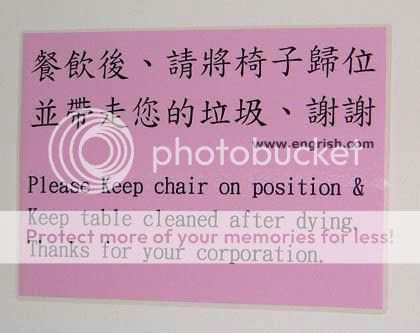 餐飲後、請將椅子歸位
並帶走您的垃圾、謝謝
www.engrish.com
photobucket
Please Keep chair on position &
Keep table cleaned after dying.
Protect more of your memories for less!
Thanks for your corporation.